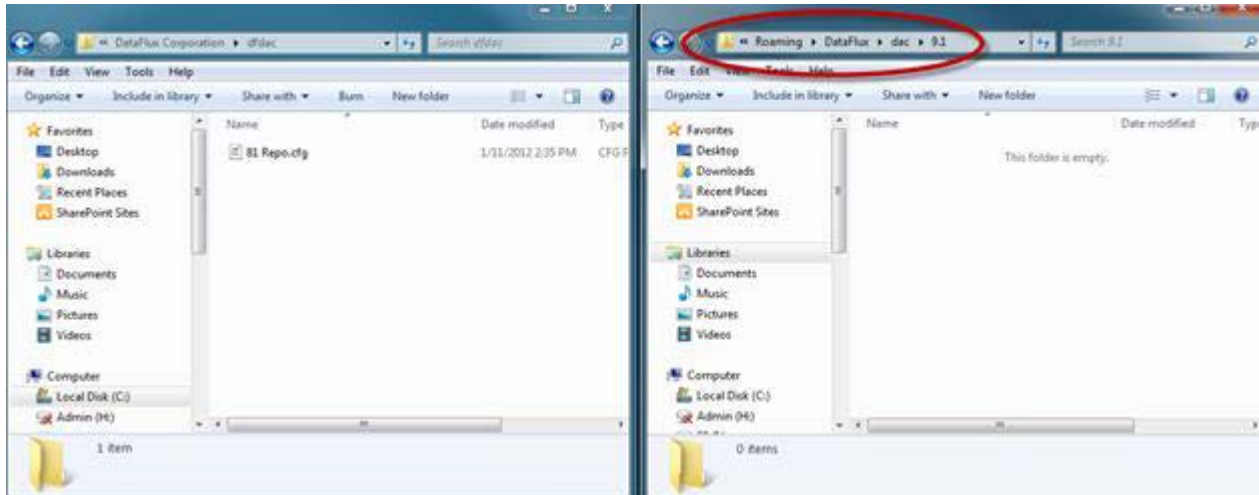 « DataFlux Corporation ▸ dfdac
Search dfdac
File Edit View Tools Help
Organize Include in library Share with Burn New folder
Name Date modified Type
Favorites
Desktop
Downloads
Recent Places
SharePoint Sites
81 Repo.cfg 1/11/2012 2:35 PM CFG F
Libraries
Documents
Music
Pictures
Videos
Computer
Local Disk (C:)
Admin (H:)
1 item
« Roaming ▸ DataFlux ▸ dac ▸ 9.1
Search 9.1
File Edit View Tools Help
Organize Include in library Share with New folder
Name Date modified Typ
This folder is empty.
Favorites
Desktop
Downloads
Recent Places
SharePoint Sites
Libraries
Documents
Music
Pictures
Videos
Computer
Local Disk (C:)
Admin (H:)
0 items